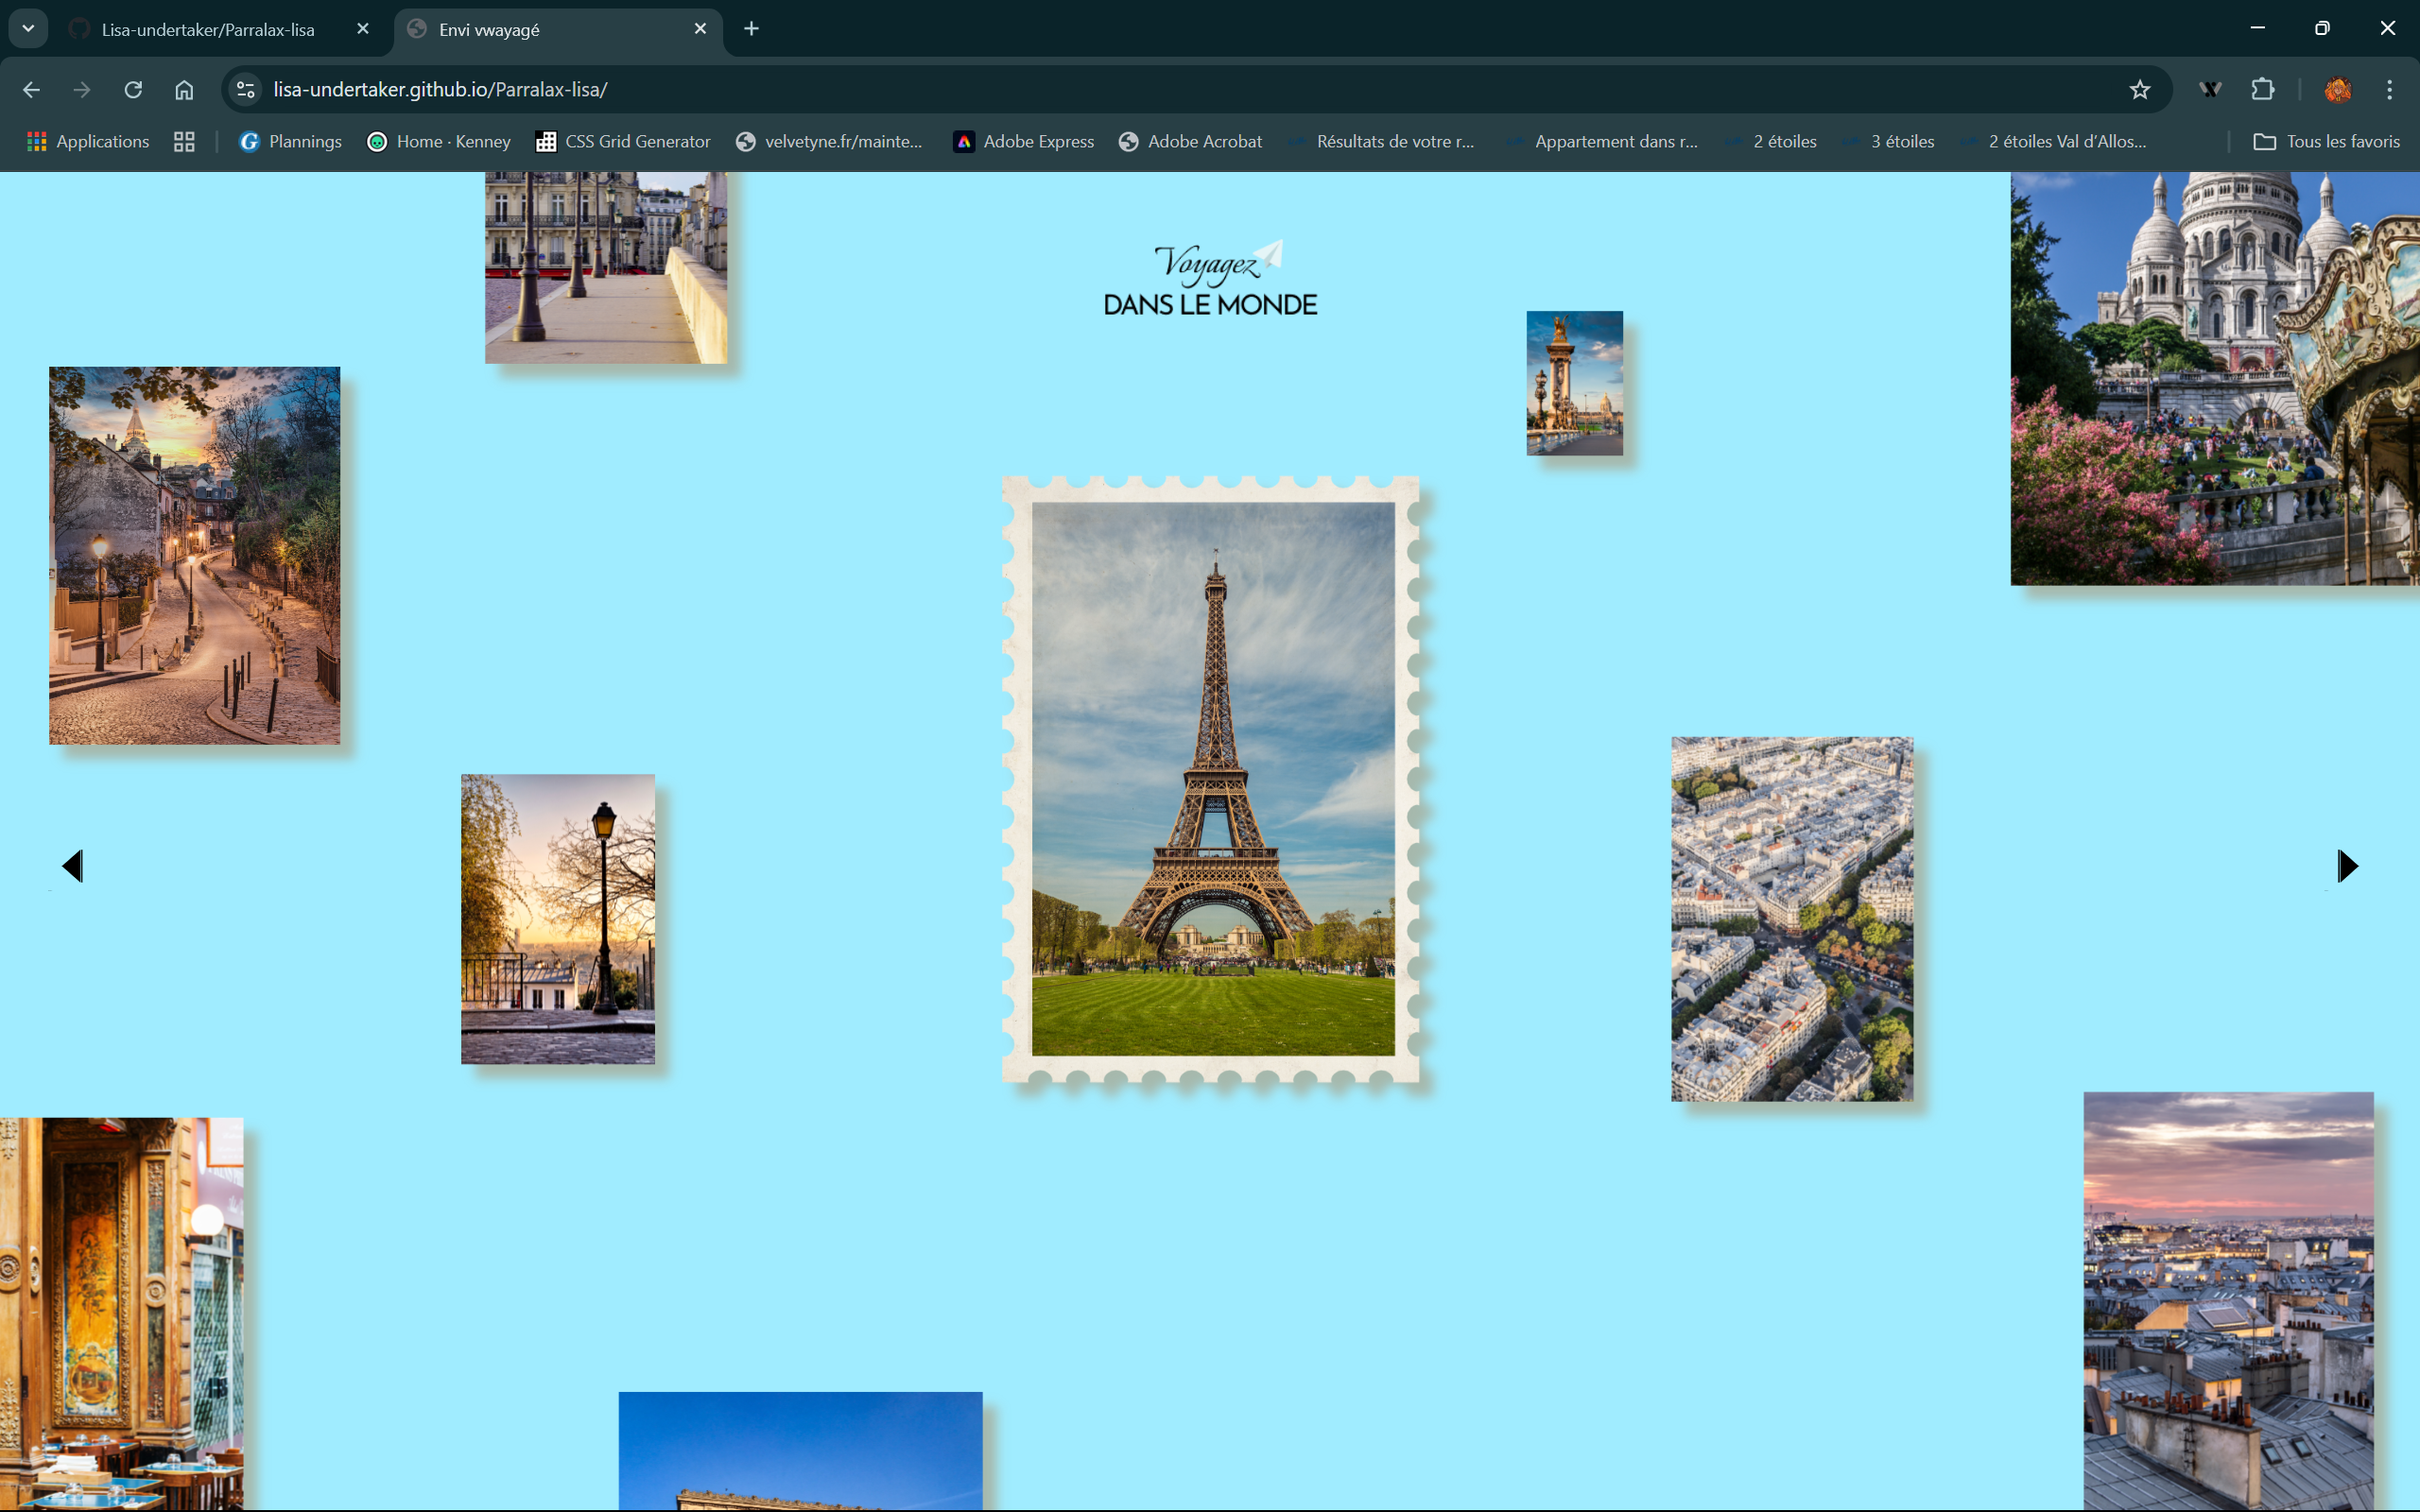 Lisa-undertaker/Parralax-lisa
Envi vwayagé
lisa-undertaker.github.io/Parralax-lisa/
Applications
Plannings
Home · Kenney
CSS Grid Generator
velvetyne.fr/mainte...
Adobe Express
Adobe Acrobat
Résultats de votre r...
Appartement dans r...
2 étoiles
3 étoiles
2 étoiles Val d’Allos...
Tous les favoris
Voyagez
DANS LE MONDE